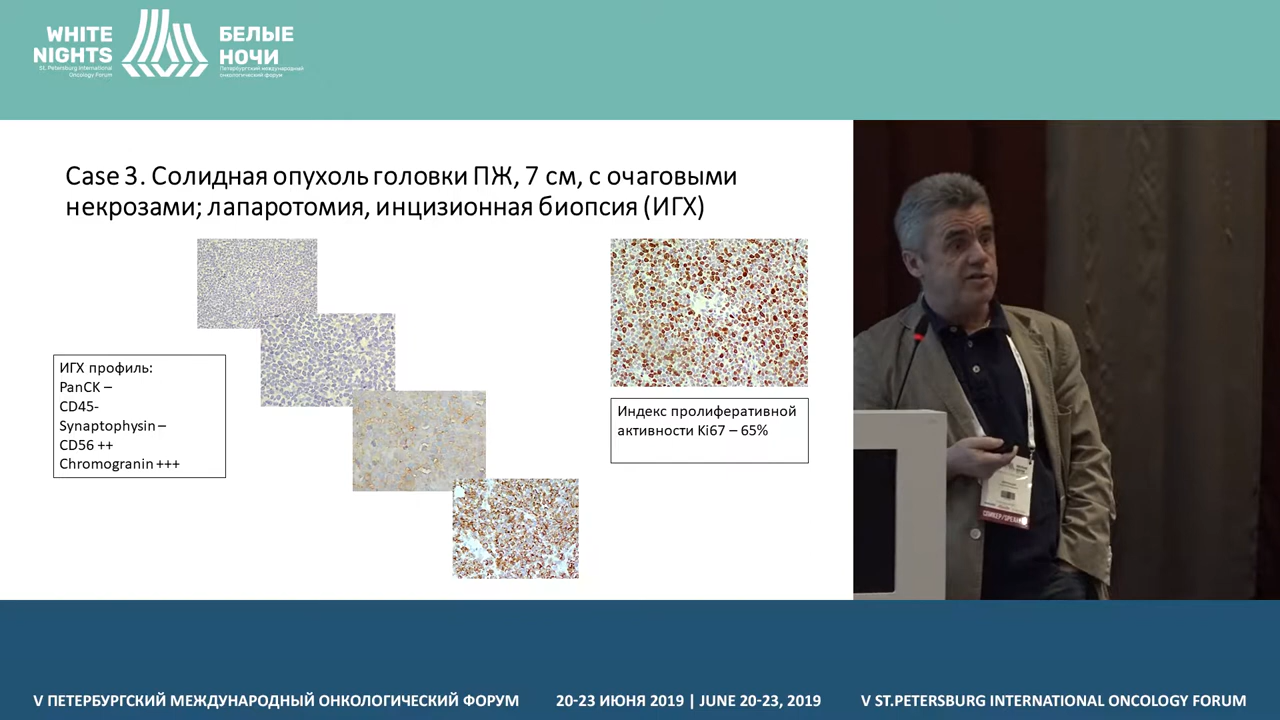 WHITE
NIGHTS
St. Petersburg International
Oncology Forum
БЕЛЫЕ
НОЧИ
Петербургский международный
онкологический форум
Case 3. Солидная опухоль головки ПЖ, 7 см, с очаговыми
некрозами; лапаротомия, инцизионная биопсия (ИГХ)
ИГХ профиль:
PanCK –
CD45-
Synaptophysin –
CD56 ++
Chromogranin +++
Индекс пролиферативной
активности Ki67 – 65%
СПИКЕР/SPEAKER
V ПЕТЕРБУРГСКИЙ МЕЖДУНАРОДНЫЙ ОНКОЛОГИЧЕСКИЙ ФОРУМ
20-23 ИЮНЯ 2019 | JUNE 20-23, 2019
V ST.PETERSBURG INTERNATIONAL ONCOLOGY FORUM